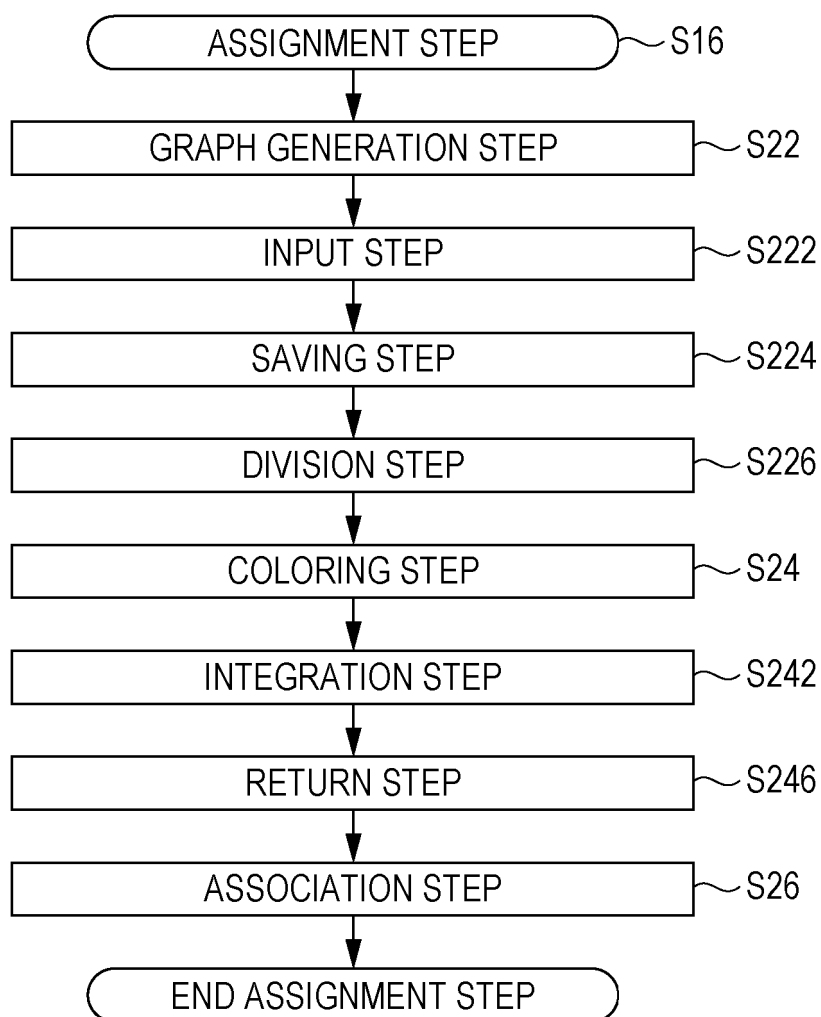 ASSIGNMENT STEP S16
GRAPH GENERATION STEP S22
INPUT STEP S222
SAVING STEP S224
DIVISION STEP S226
COLORING STEP S24
INTEGRATION STEP S242
RETURN STEP S246
ASSOCIATION STEP S26
END ASSIGNMENT STEP